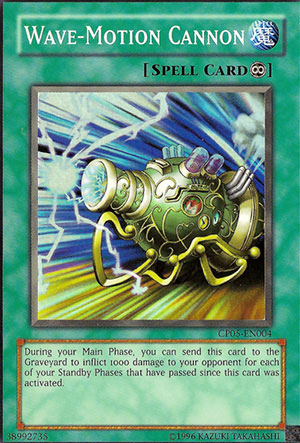 WAVE-MOTION CANNON 魔
[SPELL CARD∞]
CP05-EN004
During your Main Phase, you can send this card to the
Graveyard to inflict 1000 damage to your opponent for each
of your Standby Phases that have passed since this card was
activated.
38992735 ©1996 KAZUKI TAKAHASHI